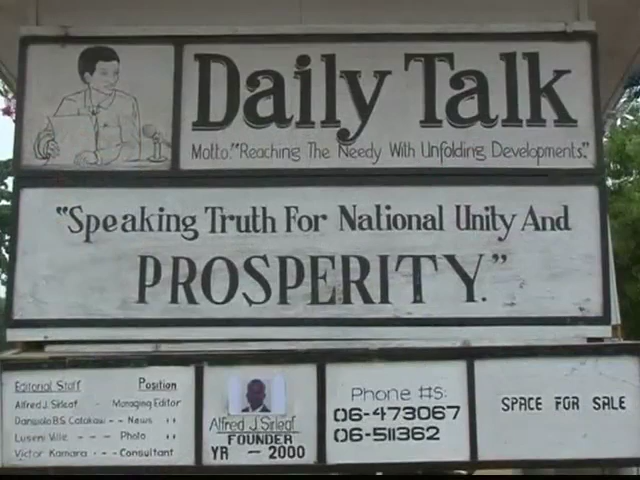 Daily Talk
Motto: "Reaching The Needy With Unfolding Developments."
"Speaking Truth For National Unity And
PROSPERITY."
Editorial Staff Position
Alfred J. Sirleaf - Managing Editor
B.S. - - News ''
Luseni - - - Photo ''
Victor Kamara - - - Consultant
Alfred J. Sirleaf
FOUNDER
YR - 2000
Phone #S:
06-473067
06-511362
SPACE FOR SALE